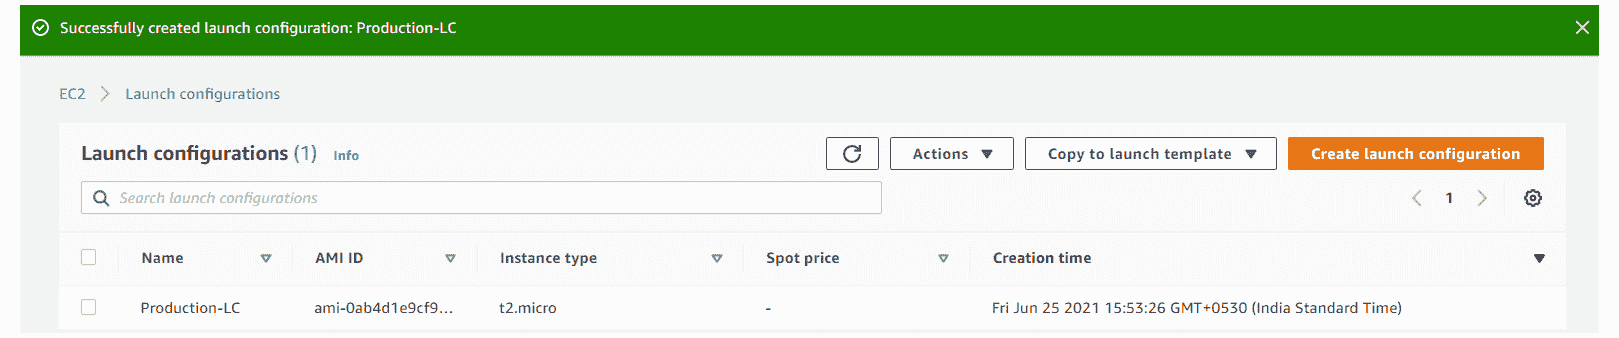 Successfully created launch configuration: Production-LC
EC2 > Launch configurations
Launch configurations (1) Info Actions Copy to launch template Create launch configuration
Search launch configurations 1
Name AMI ID Instance type Spot price Creation time
Production-LC ami-0ab4d1e9cf9... t2.micro - Fri Jun 25 2021 15:53:26 GMT+0530 (India Standard Time)